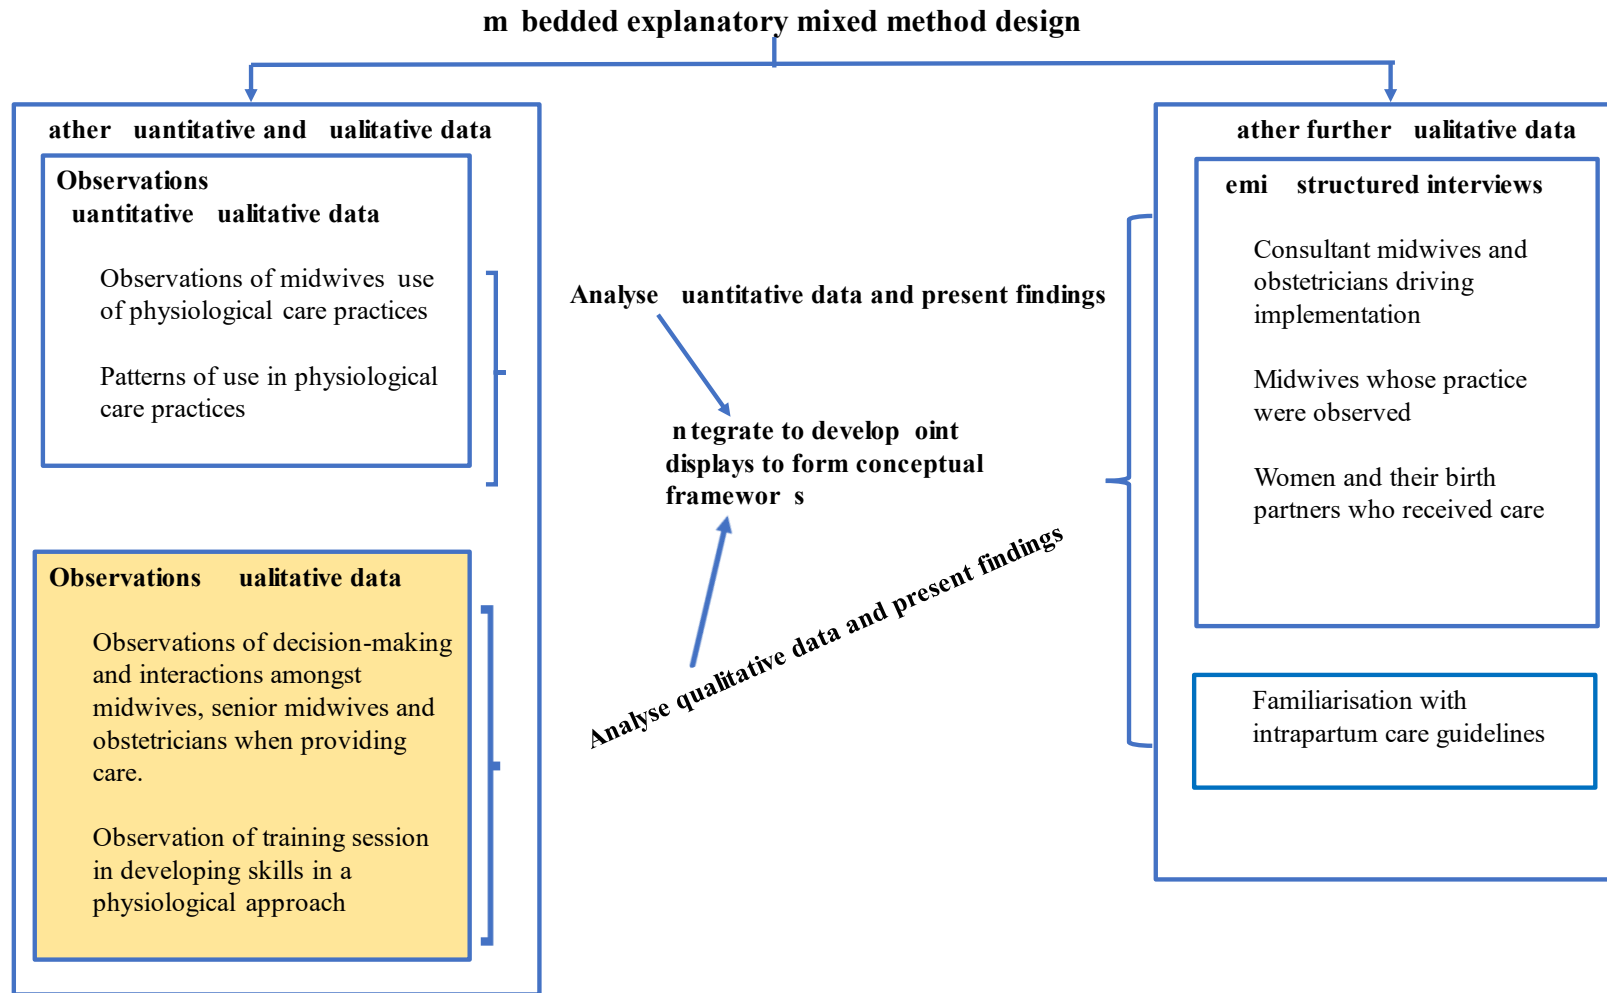 m bedded explanatory mixed method design
ather uantitative and ualitative data
Observations
uantitative ualitative data
Observations of midwives use
of physiological care practices
Patterns of use in physiological
care practices
Observations ualitative data
Observations of decision-making
and interactions amongst
midwives, senior midwives and
obstetricians when providing
care.
Observation of training session
in developing skills in a
physiological approach
Analyse uantitative data and present findings
n tegrate to develop oint
displays to form conceptual
framewor s
Analyse qualitative data and present findings
ather further ualitative data
emi structured interviews
Consultant midwives and
obstetricians driving
implementation
Midwives whose practice
were observed
Women and their birth
partners who received care
Familiarisation with
intrapartum care guidelines